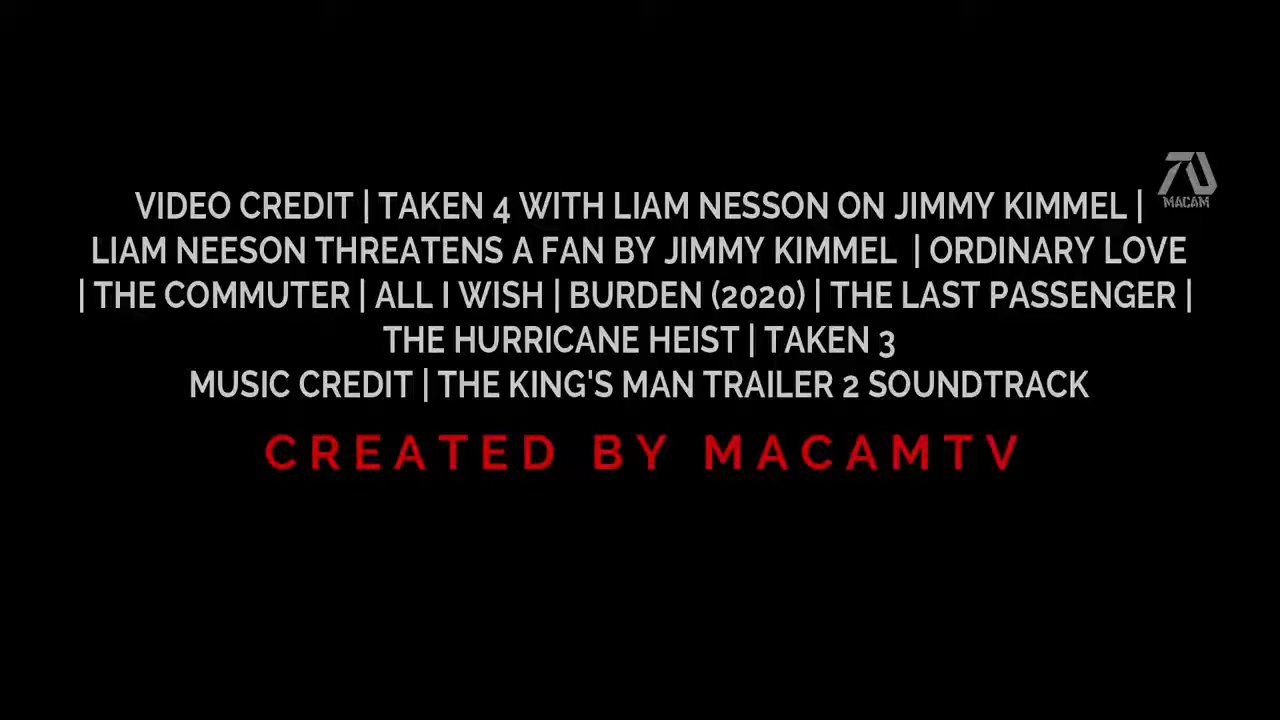 VIDEO CREDIT | TAKEN 4 WITH LIAM NESSON ON JIMMY KIMMEL |
LIAM NEESON THREATENS A FAN BY JIMMY KIMMEL | ORDINARY LOVE
| THE COMMUTER | ALL I WISH | BURDEN (2020) | THE LAST PASSENGER |
THE HURRICANE HEIST | TAKEN 3
MUSIC CREDIT | THE KING'S MAN TRAILER 2 SOUNDTRACK
CREATED BY MACAMTV
MACAM